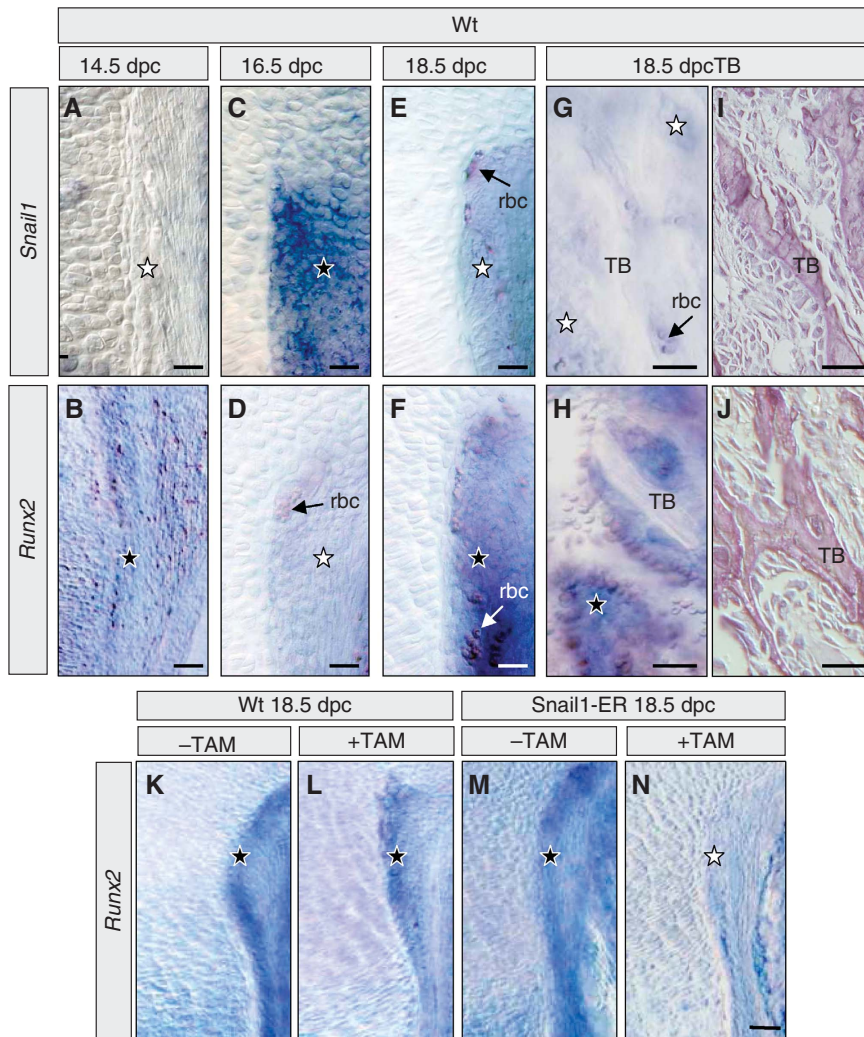 Wt
14.5 dpc
16.5 dpc
18.5 dpc
18.5 dpcTB
Snail1
A
C
E
rbc
G
TB
rbc
I
TB
Runx2
B
D
rbc
F
rbc
H
TB
J
TB
Wt 18.5 dpc
Snail1-ER 18.5 dpc
–TAM
+TAM
–TAM
+TAM
Runx2
K
L
M
N